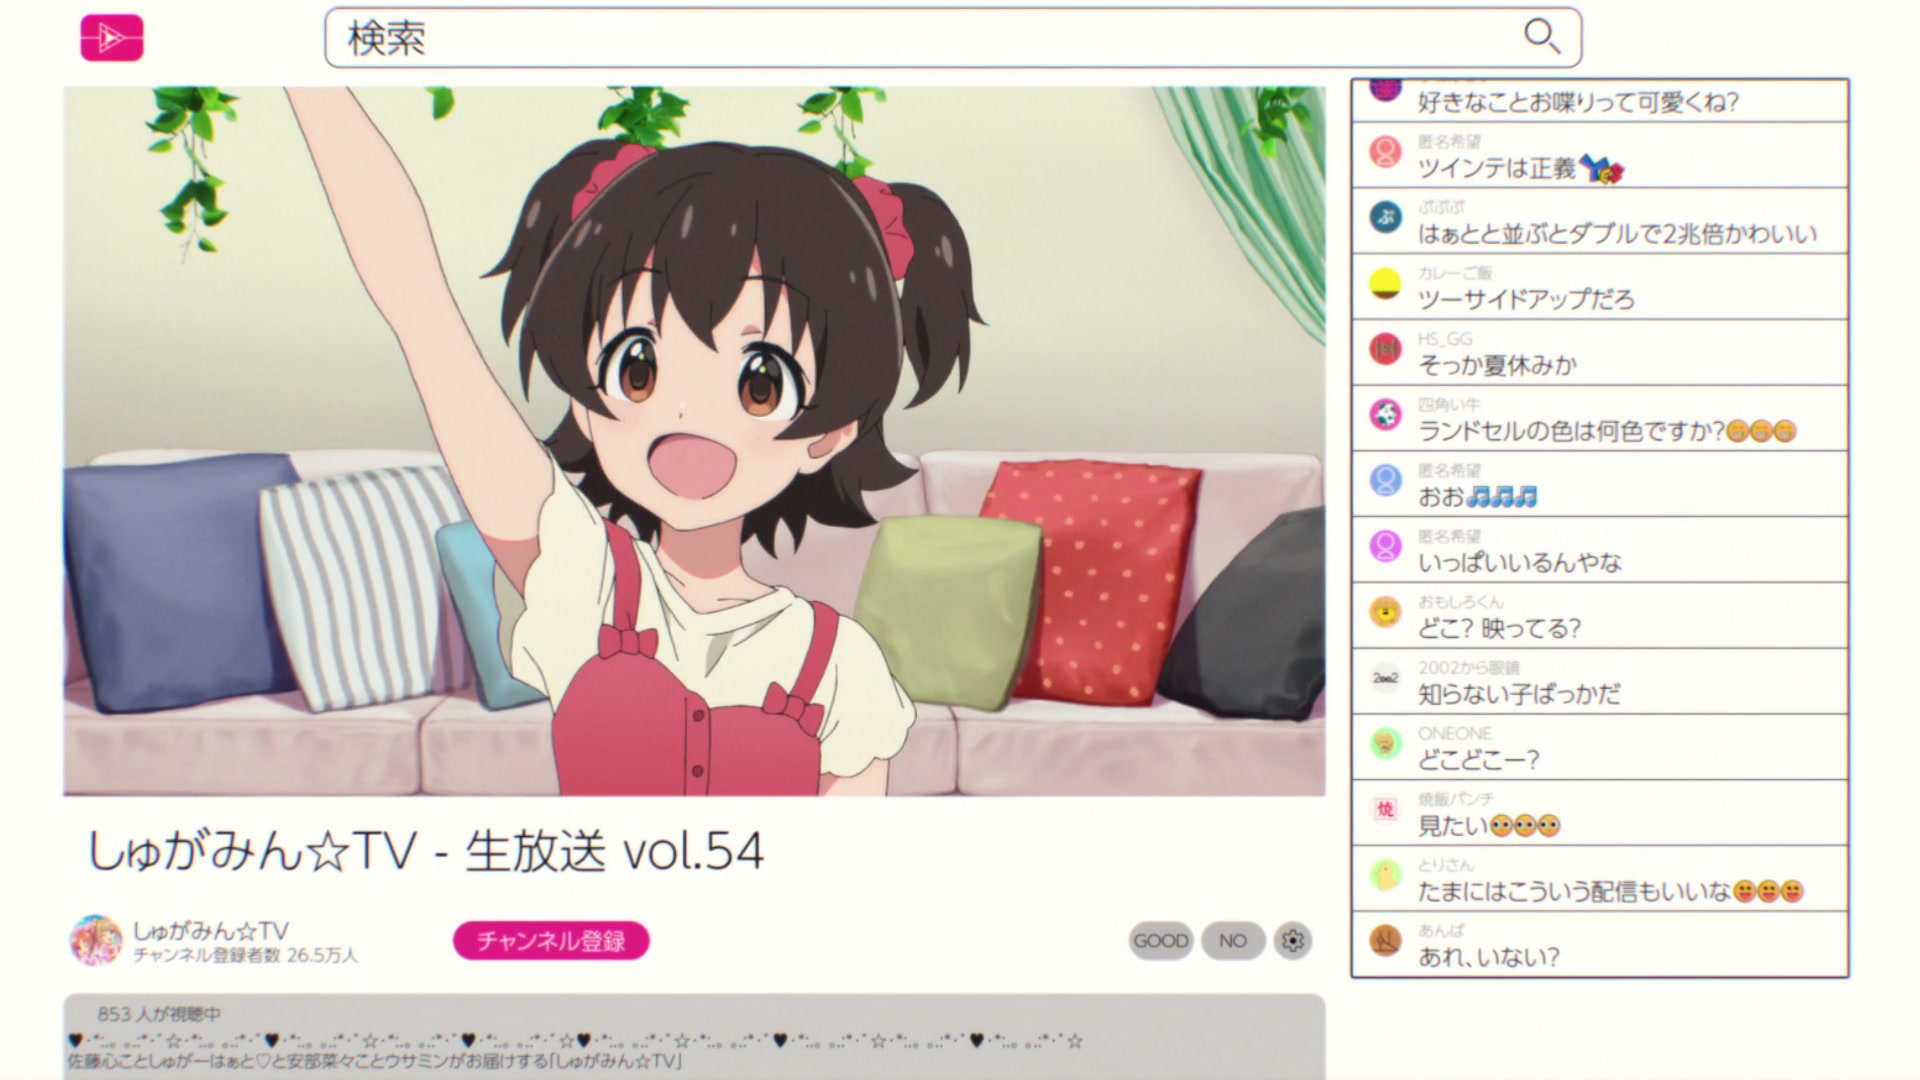 検索
好きなことお喋りって可愛くね?
匿名希望
ツインテは正義
ぷぷぷ
ぷ
はぁとと並ぶとダブルで2兆倍かわいい
カレーご飯
ツーサイドアップだろ
HS_GG
そっか夏休みか
四角い牛
ランドセルの色は何色ですか?
匿名希望
おお
匿名希望
いっぱいいるんやな
おもしろくん
どこ? 映ってる?
2002から眼鏡
知らない子ばっかだ
ONEONE
どこどこー?
焼飯パンチ
焼
見たい
とりさん
たまにはこういう配信もいいな
あんぱ
あれ、いない?
しゅがみん☆TV - 生放送 vol.54
しゅがみん☆TV
チャンネル登録者数 26.5万人
チャンネル登録
GOOD
NO
853 人が視聴中
佐藤心ことしゅがーはぁと♡と安部菜々ことウサミンがお届けする「しゅがみん☆TV」